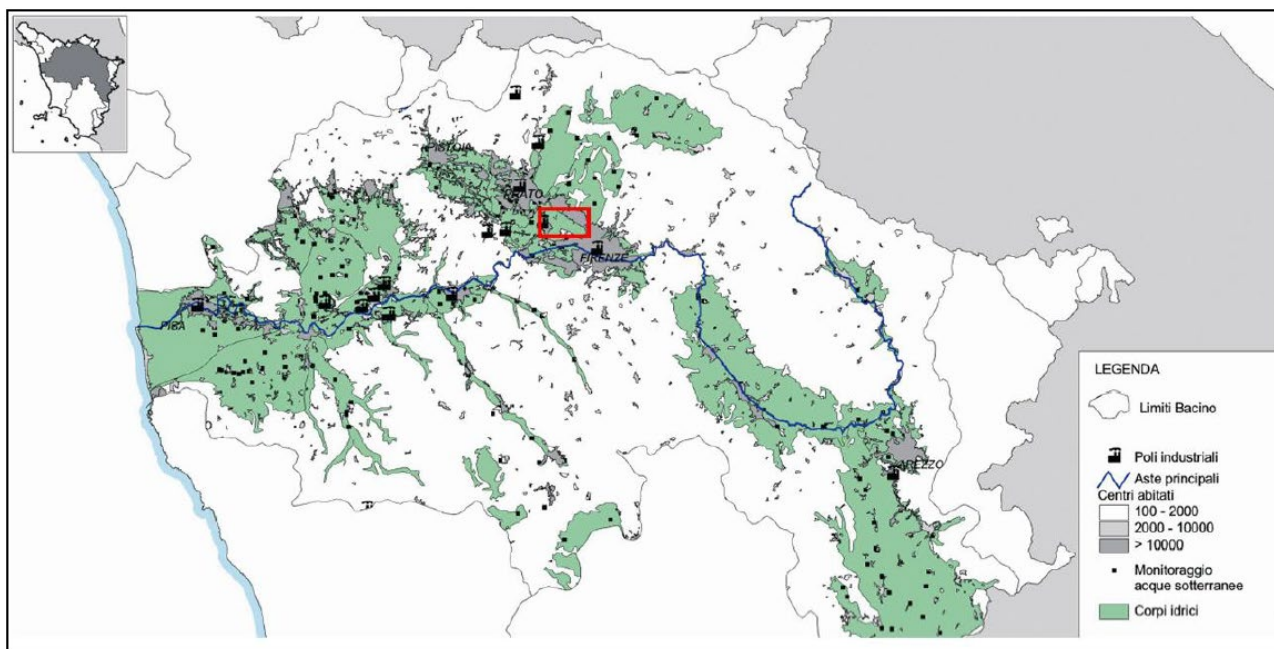 PISTOIA
PRATO
FIRENZE
PISA
AREZZO
LEGENDA
Limiti Bacino
Poli industriali
Aste principali
Centri abitati
100 - 2000
2000 - 10000
> 10000
Monitoraggio
acque sotterranee
Corpi idrici